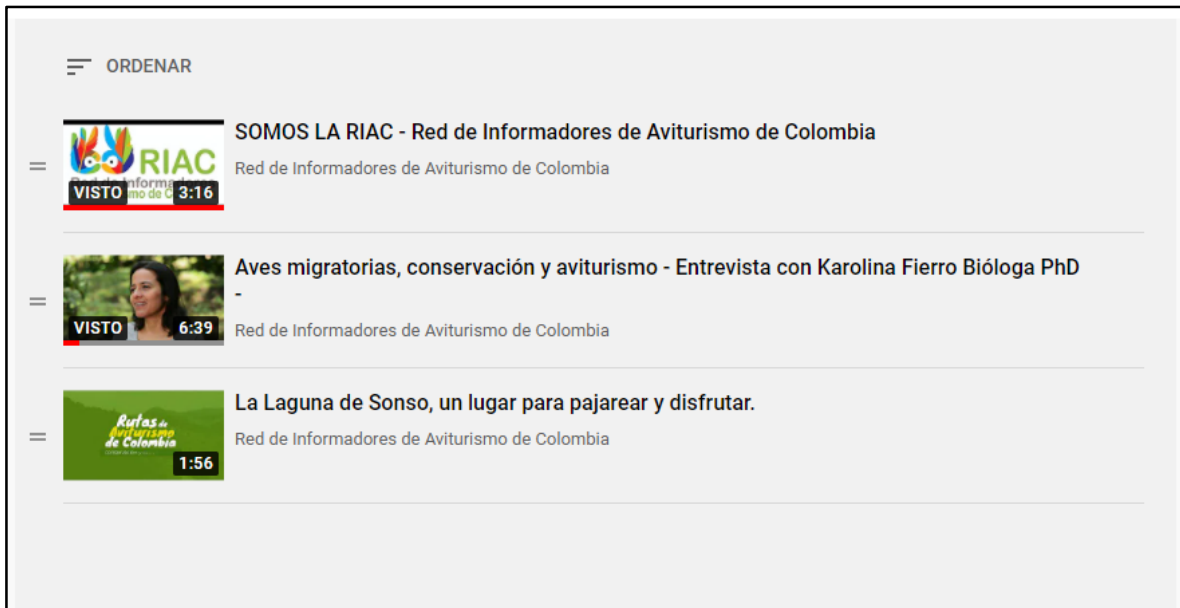 ORDENAR
SOMOS LA RIAC - Red de Informadores de Aviturismo de Colombia
Red de Informadores de Aviturismo de Colombia
RIAC
VISTO
3:16
Aves migratorias, conservación y aviturismo - Entrevista con Karolina Fierro Bióloga PhD
-
Red de Informadores de Aviturismo de Colombia
VISTO
6:39
La Laguna de Sonso, un lugar para pajarear y disfrutar.
Red de Informadores de Aviturismo de Colombia
Rutas de
Aviturismo
de Colombia
1:56